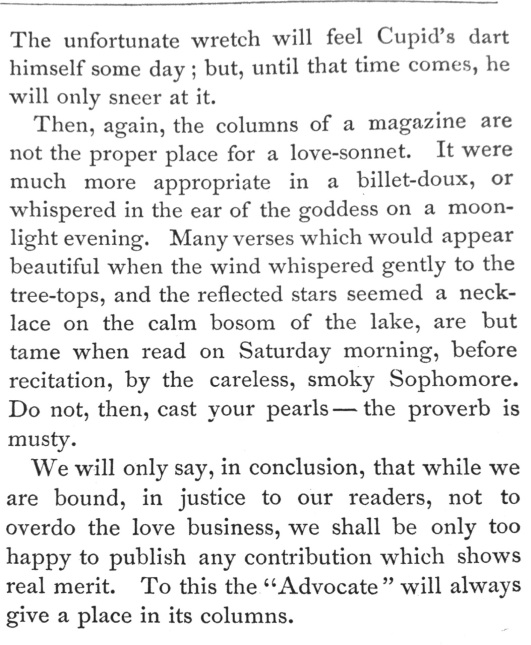 The unfortunate wretch will feel Cupid's dart
himself some day; but, until that time comes, he
will only sneer at it.
Then, again, the columns of a magazine are
not the proper place for a love-sonnet. It were
much more appropriate in a billet-doux, or
whispered in the ear of the goddess on a moon-
light evening. Many verses which would appear
beautiful when the wind whispered gently to the
tree-tops, and the reflected stars seemed a neck-
lace on the calm bosom of the lake, are but
tame when read on Saturday morning, before
recitation, by the careless, smoky Sophomore.
Do not, then, cast your pearls — the proverb is
musty.
We will only say, in conclusion, that while we
are bound, in justice to our readers, not to
overdo the love business, we shall be only too
happy to publish any contribution which shows
real merit. To this the "Advocate" will always
give a place in its columns.